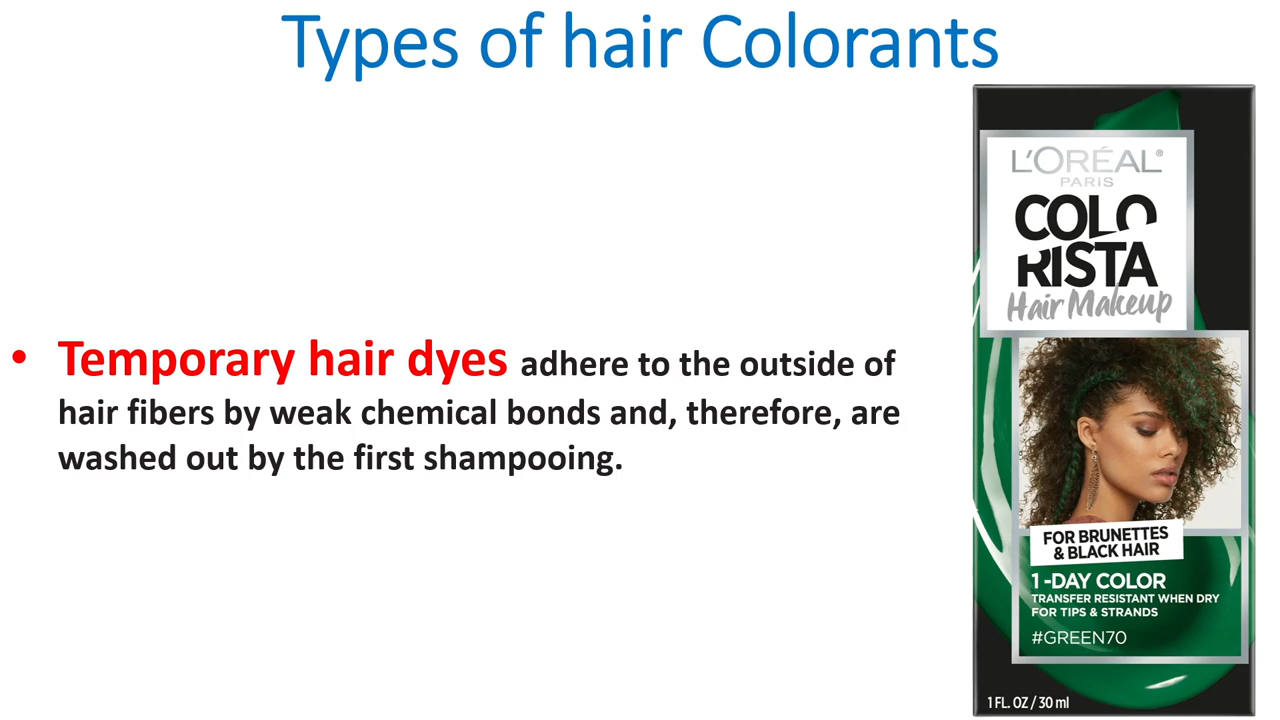 Types of hair Colorants
• Temporary hair dyes adhere to the outside of
hair fibers by weak chemical bonds and, therefore, are
washed out by the first shampooing.
L'ORÉAL®
PARIS
COLO
RISTA
Hair Makeup
FOR BRUNETTES
& BLACK HAIR
1-DAY COLOR
TRANSFER RESISTANT WHEN DRY
FOR TIPS & STRANDS
#GREEN70
1 FL. OZ / 30 ml